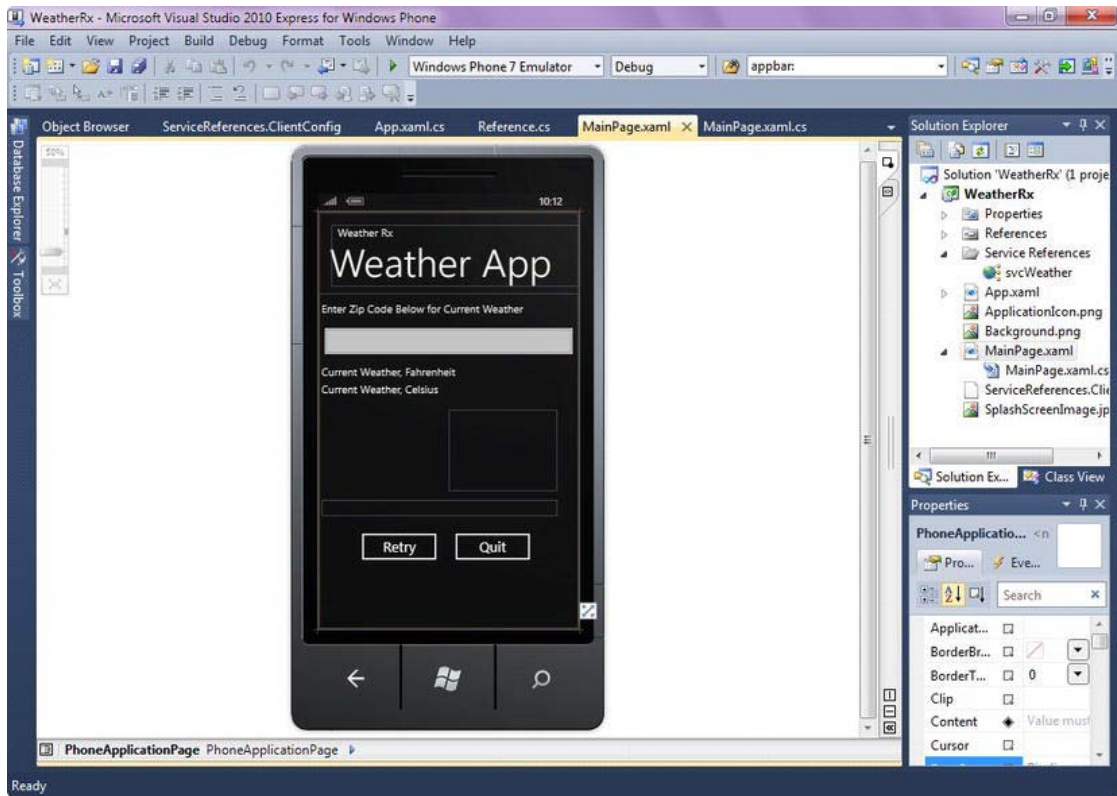 WeatherRx - Microsoft Visual Studio 2010 Express for Windows Phone
File Edit View Project Build Debug Format Tools Window Help
Windows Phone 7 Emulator Debug appbar:
Object Browser ServiceReferences.ClientConfig App.xaml.cs Reference.cs MainPage.xaml MainPage.xaml.cs
Database Explorer
Toolbox
50%
10:12
Weather Rx
Weather App
Enter Zip Code Below for Current Weather
Current Weather, Fahrenheit
Current Weather, Celsius
Retry Quit
PhoneApplicationPage PhoneApplicationPage
Ready
Solution Explorer
Solution 'WeatherRx' (1 proje
WeatherRx
Properties
References
Service References
svcWeather
App.xaml
ApplicationIcon.png
Background.png
MainPage.xaml
MainPage.xaml.cs
ServiceReferences.Clie
SplashScreenImage.jp
Solution Ex... Class View
Properties
PhoneApplicatio... <n
Pro... Eve...
Search
Applicat...
BorderBr...
BorderT... 0
Clip
Content Value must
Cursor